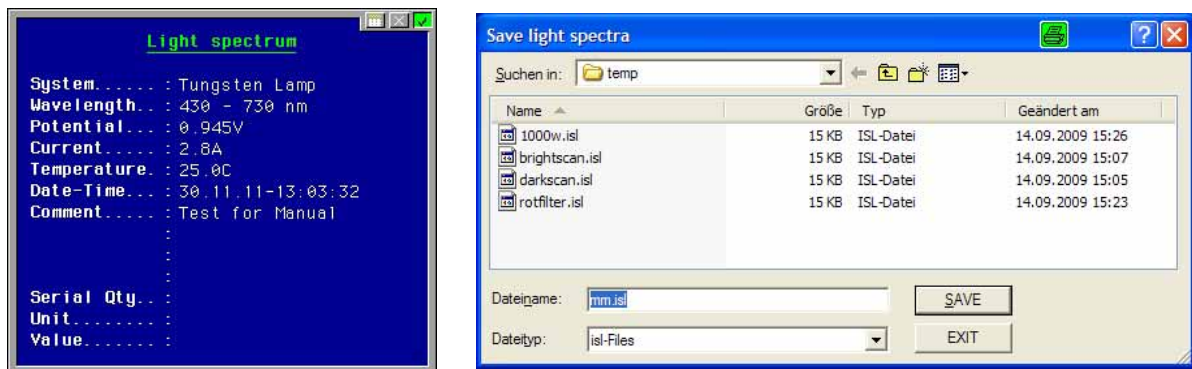 Light spectrum
System...... : Tungsten Lamp
Wavelength.. : 430 - 730 nm
Potential... : 0.945V
Current..... : 2.8A
Temperature. : 25.0C
Date-Time... : 30.11.11-13:03:32
Comment..... : Test for Manual
:
:
:
Serial Qty.. :
Unit........ :
Value....... :
Save light spectra
Suchen in: temp
Name Größe Typ Geändert am
1000w.isl 15 KB ISL-Datei 14.09.2009 15:26
brightscan.isl 15 KB ISL-Datei 14.09.2009 15:07
darkscan.isl 15 KB ISL-Datei 14.09.2009 15:05
rotfilter.isl 15 KB ISL-Datei 14.09.2009 15:23
Dateiname: mm.isl SAVE
Dateityp: isl-Files EXIT